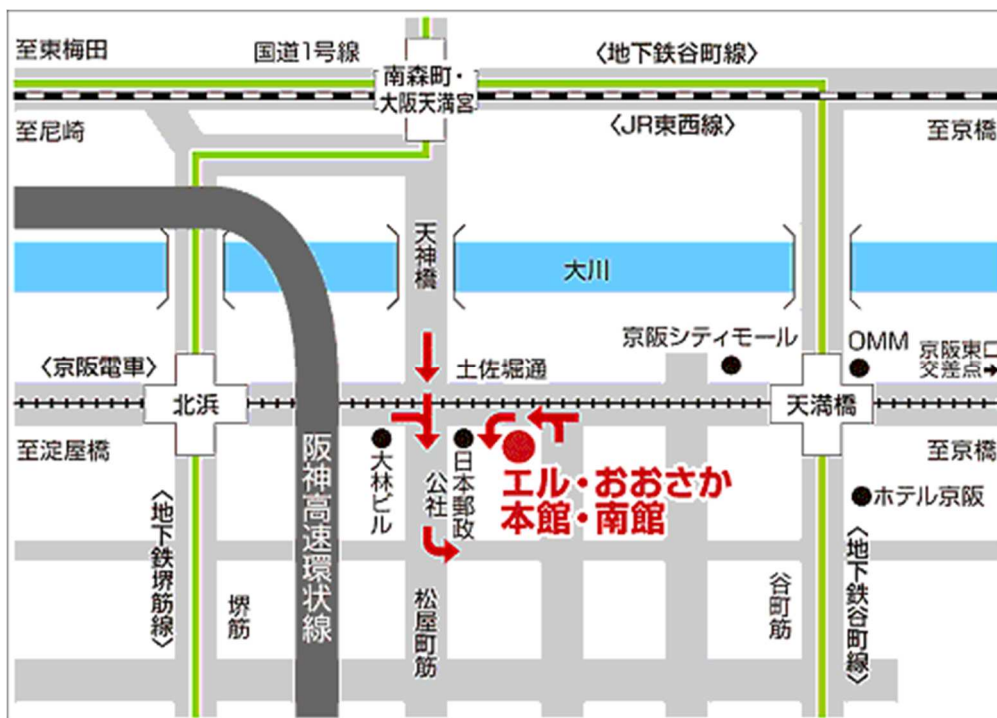 至東梅田
国道1号線
南森町・
大阪天満宮
〈地下鉄谷町線〉
至尼崎
〈JR東西線〉
至京橋
天神橋
大川
京阪シティモール
OMM
京阪東口
交差点➔
〈京阪電車〉
土佐堀通
北浜
天満橋
至淀屋橋
大林ビル
公社
日本郵政
エル・おおさか
本館・南館
至京橋
ホテル京阪
〈地下鉄堺筋線〉
堺筋
阪神高速環状線
松屋町筋
谷町筋
〈地下鉄谷町線〉